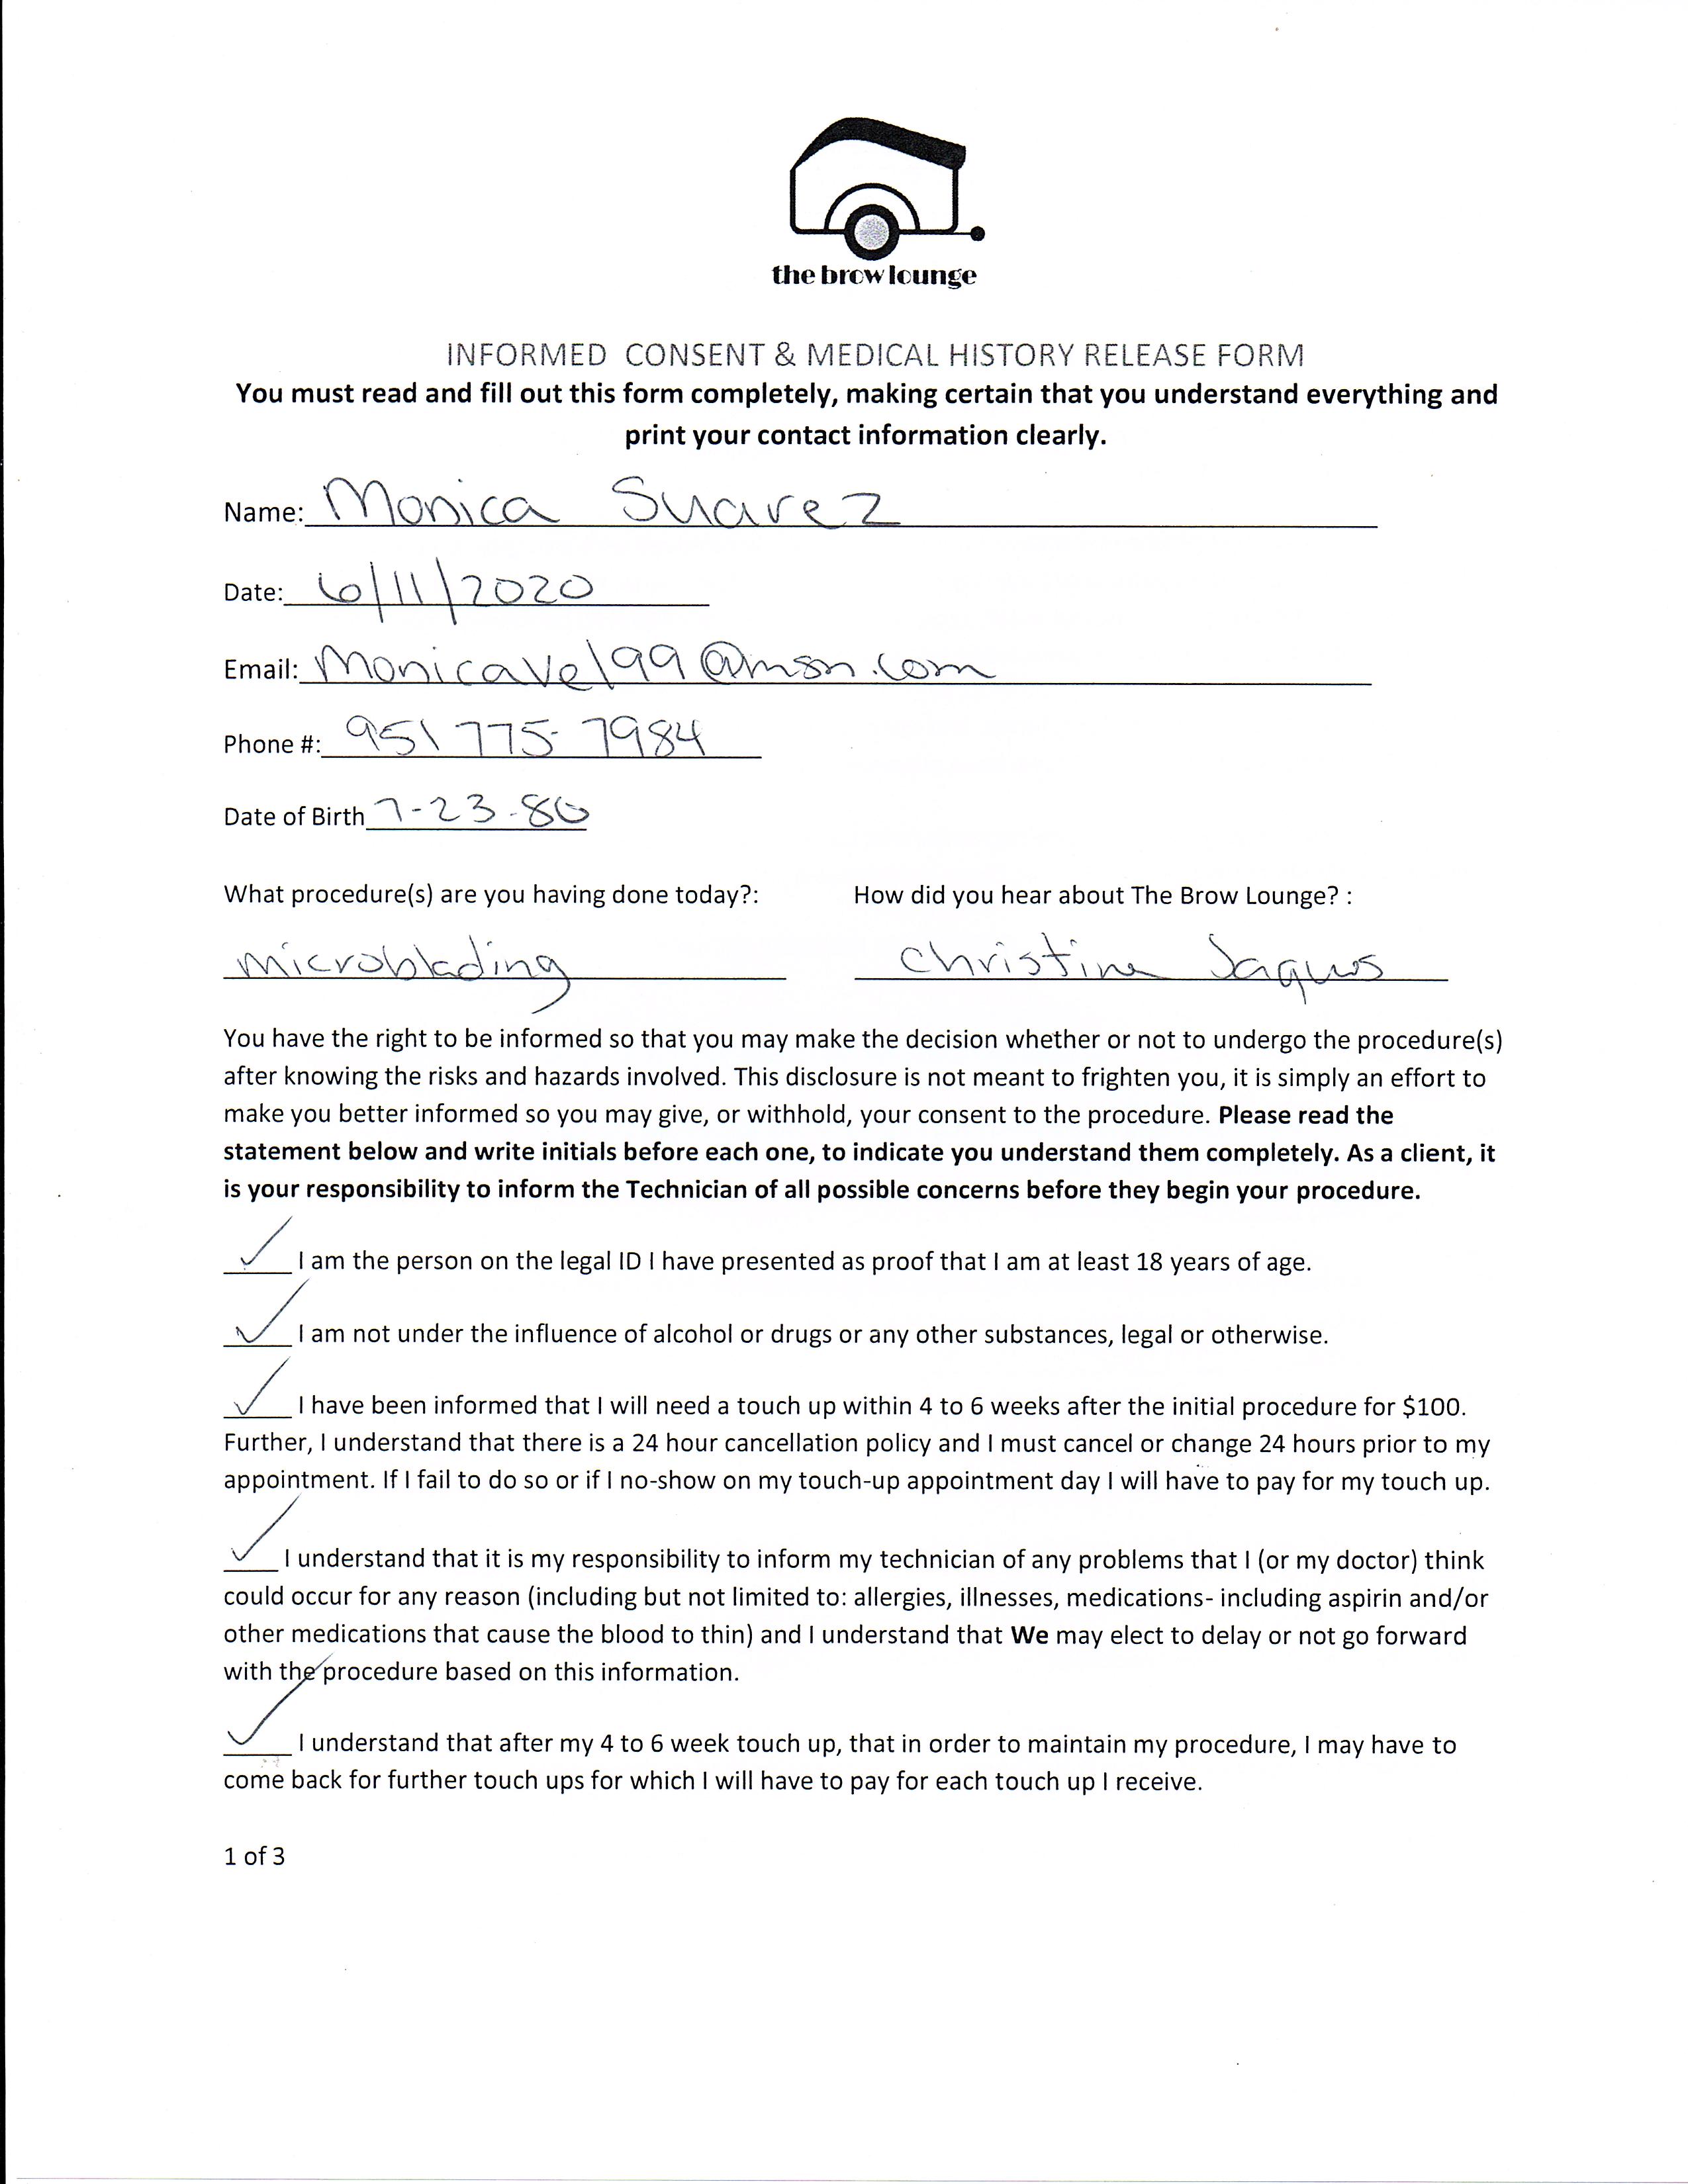 the brow lounge
INFORMED CONSENT & MEDICAL HISTORY RELEASE FORM
You must read and fill out this form completely, making certain that you understand everything and
print your contact information clearly.
Name: Monica Suarez
Date: 6/11/2020
Email: Monicavel99@msn.com
Phone #: 951 775-7984
Date of Birth 7-23-80
What procedure(s) are you having done today?: How did you hear about The Brow Lounge? :
microblading Christine
You have the right to be informed so that you may make the decision whether or not to undergo the procedure(s)
after knowing the risks and hazards involved. This disclosure is not meant to frighten you, it is simply an effort to
make you better informed so you may give, or withhold, your consent to the procedure. Please read the
statement below and write initials before each one, to indicate you understand them completely. As a client, it
is your responsibility to inform the Technician of all possible concerns before they begin your procedure.
I am the person on the legal ID I have presented as proof that I am at least 18 years of age.
I am not under the influence of alcohol or drugs or any other substances, legal or otherwise.
I have been informed that I will need a touch up within 4 to 6 weeks after the initial procedure for $100.
Further, I understand that there is a 24 hour cancellation policy and I must cancel or change 24 hours prior to my
appointment. If I fail to do so or if I no-show on my touch-up appointment day I will have to pay for my touch up.
I understand that it is my responsibility to inform my technician of any problems that I (or my doctor) think
could occur for any reason (including but not limited to: allergies, illnesses, medications- including aspirin and/or
other medications that cause the blood to thin) and I understand that We may elect to delay or not go forward
with the procedure based on this information.
I understand that after my 4 to 6 week touch up, that in order to maintain my procedure, I may have to
come back for further touch ups for which I will have to pay for each touch up I receive.
1 of 3